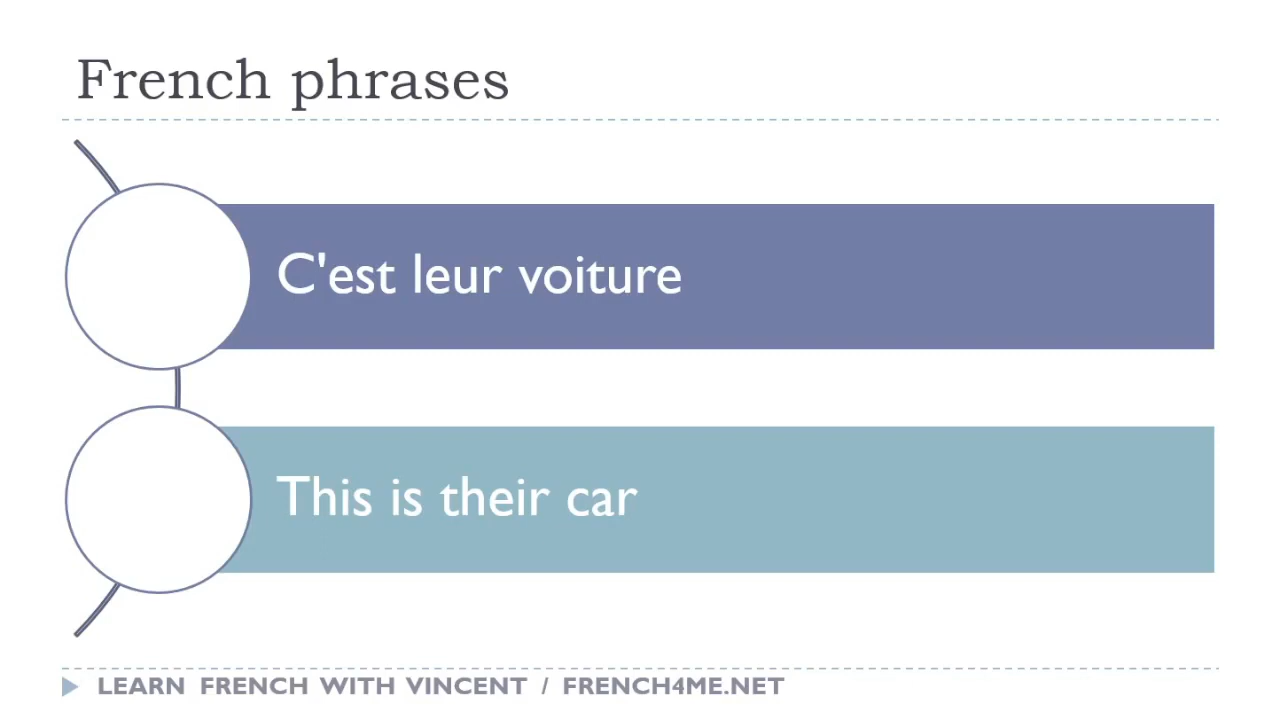 French phrases
C'est leur voiture
This is their car
LEARN FRENCH WITH VINCENT / FRENCH4ME.NET